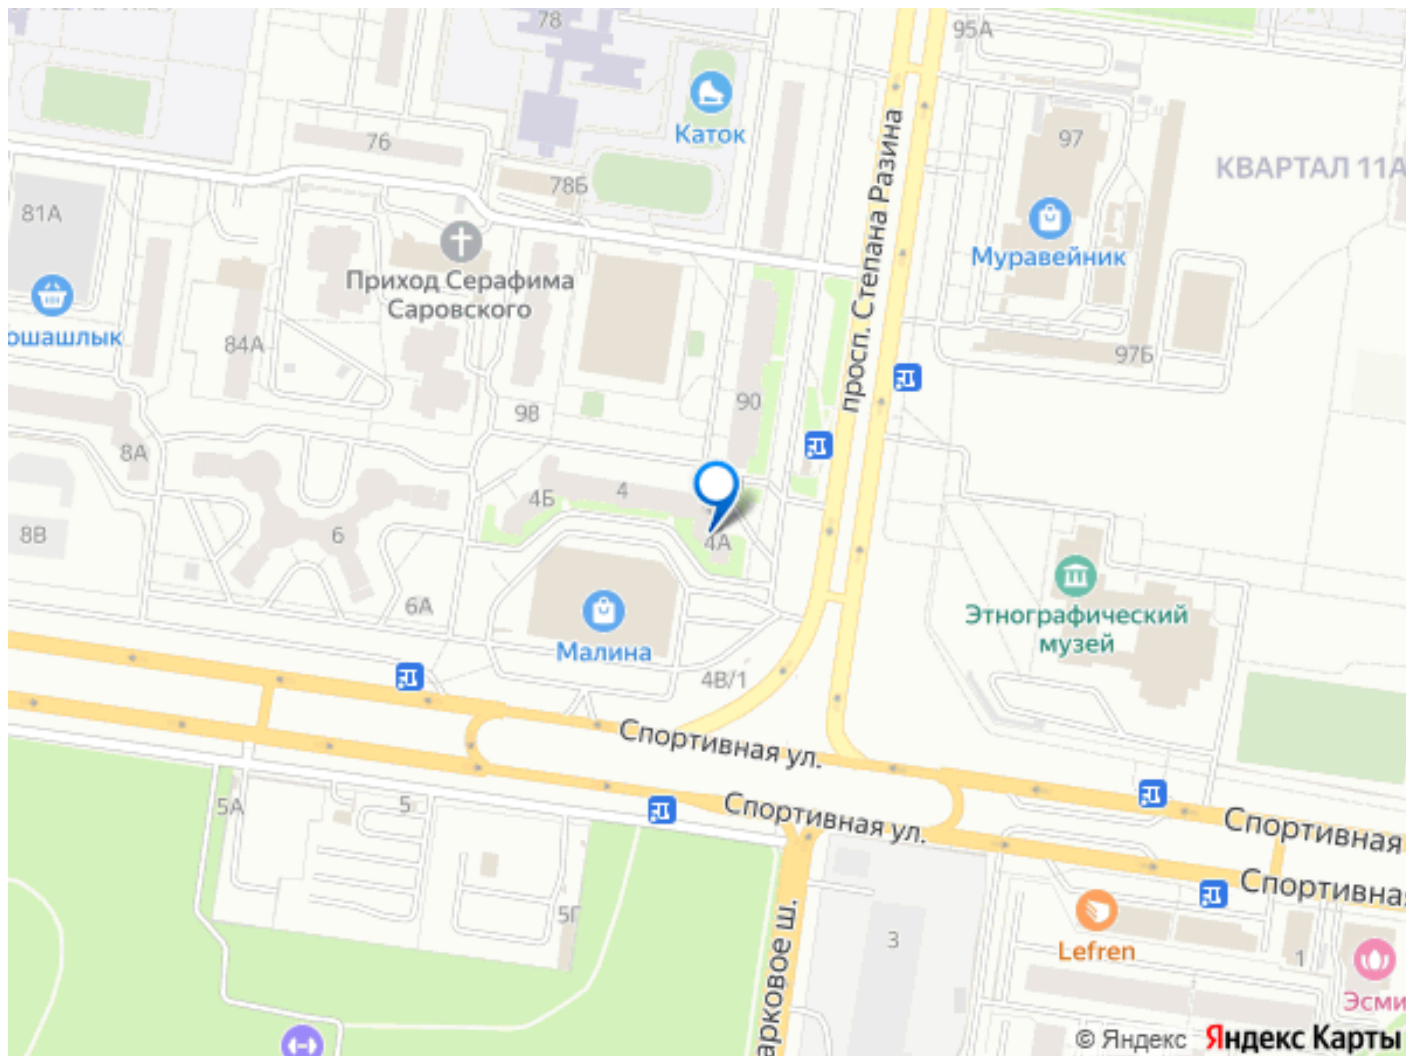 78
95А
Каток
76
97
КВАРТАЛ 11А
78Б
81А
просп. Степана Разина
Муравейник
Приход Серафима
Саровского
ошашлык
84А
97Б
90
9В
8А
4Б
4
8В
6
4А
6А
Этнографический
музей
Малина
4В/1
Спортивная ул.
5А
5
Спортивная ул.
Спортивная
Спортивна
5Г
арковое ш.
3
Lefren
1
Эсми
© Яндекс
Яндекс Карты